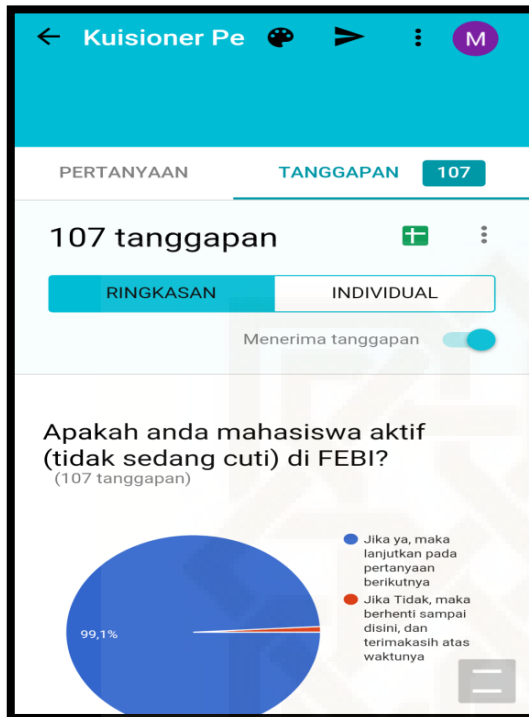 Kuisioner Pe
M
PERTANYAAN
TANGGAPAN 107
107 tanggapan
RINGKASAN
INDIVIDUAL
Menerima tanggapan
Apakah anda mahasiswa aktif
(tidak sedang cuti) di FEBI?
(107 tanggapan)
99,1%
Jika ya, maka
lanjutkan pada
pertanyaan
berikutnya
Jika Tidak, maka
berhenti sampai
disini, dan
terimakasih atas
waktunya